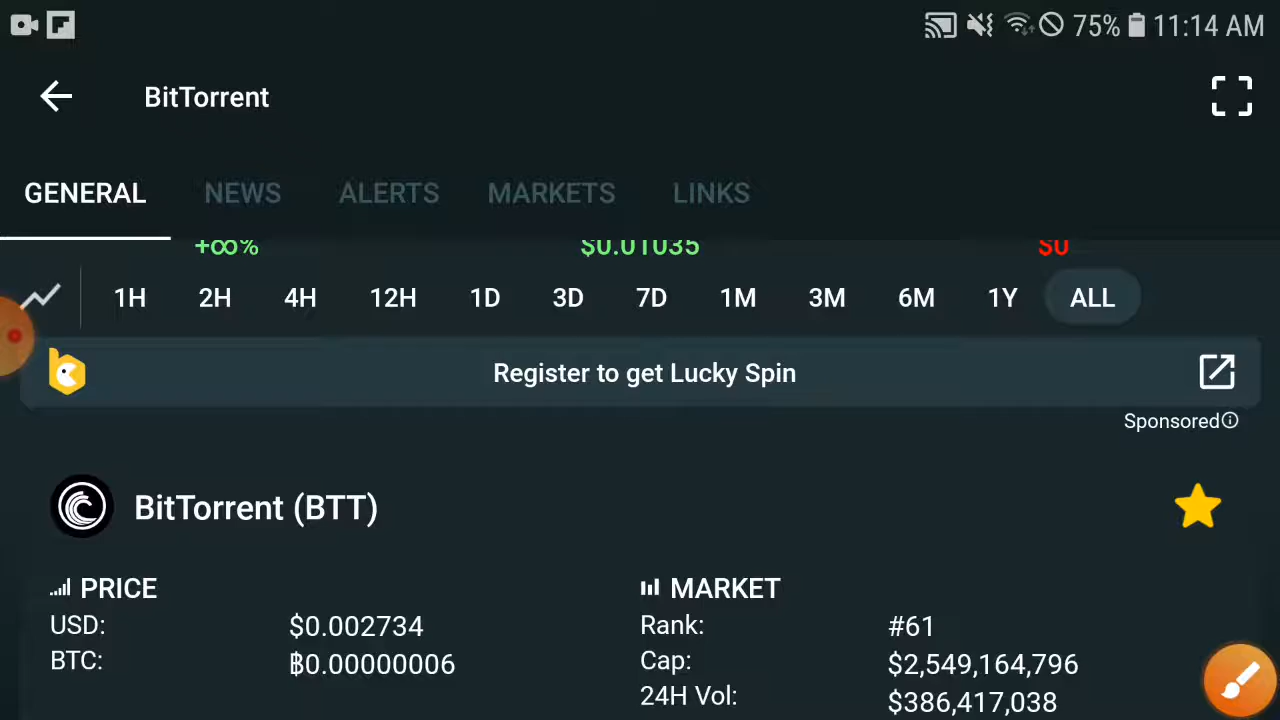 75% 11:14 AM
BitTorrent
GENERAL NEWS ALERTS MARKETS LINKS
+∞% $0.01035 $0
1H 2H 4H 12H 1D 3D 7D 1M 3M 6M 1Y ALL
Register to get Lucky Spin
Sponsored
BitTorrent (BTT)
PRICE
USD: $0.002734
BTC: ฿0.00000006
MARKET
Rank: #61
Cap: $2,549,164,796
24H Vol: $386,417,038